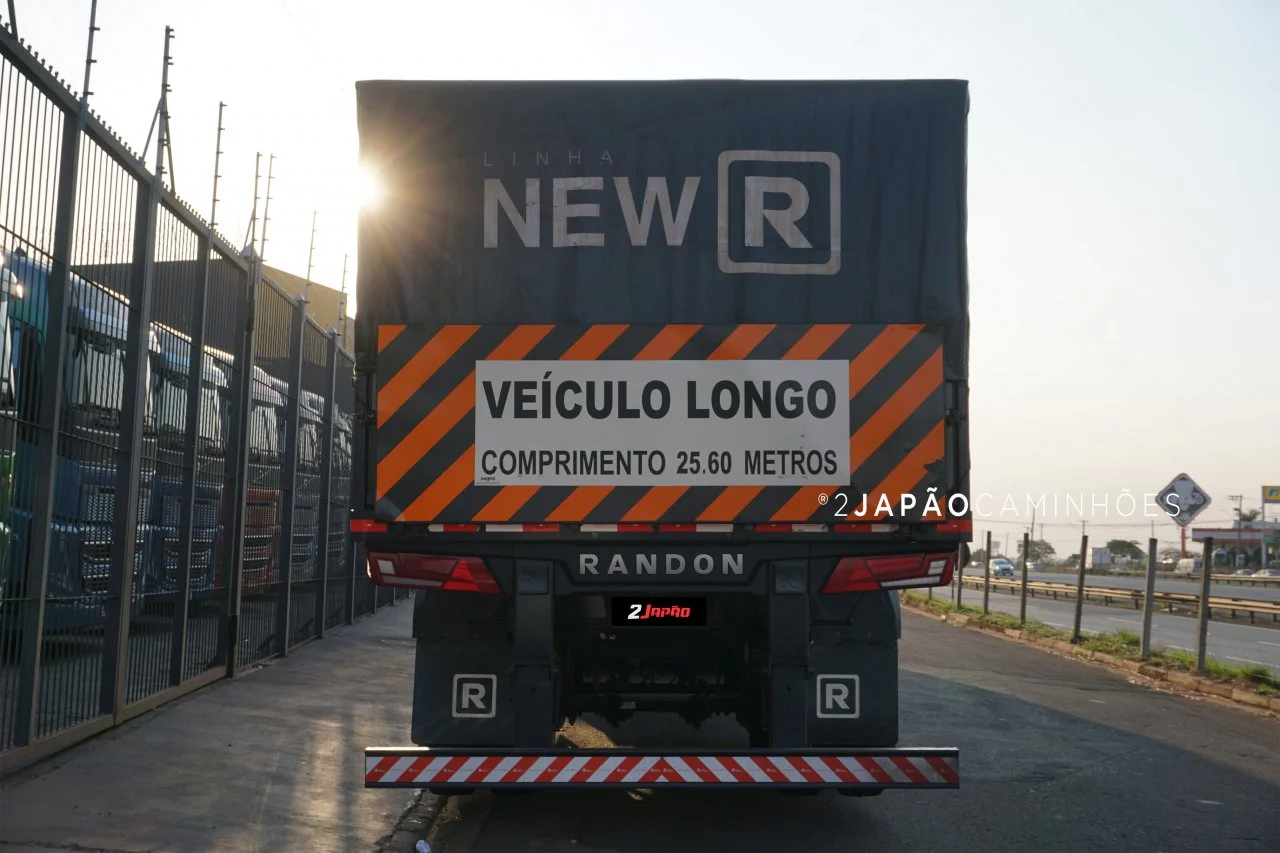 LINHA
NEW R
VEÍCULO LONGO
COMPRIMENTO 25.60 METROS
®2JAPÃOCAMINHÕES
RANDON
2JAPÃO
R R